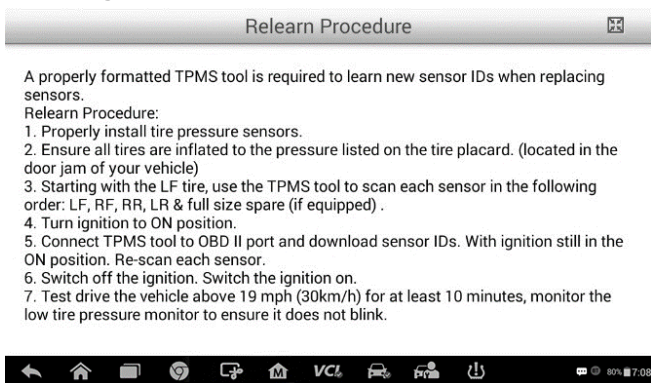 Relearn Procedure
A properly formatted TPMS tool is required to learn new sensor IDs when replacing
sensors.
Relearn Procedure:
1. Properly install tire pressure sensors.
2. Ensure all tires are inflated to the pressure listed on the tire placard. (located in the
door jam of your vehicle)
3. Starting with the LF tire, use the TPMS tool to scan each sensor in the following
order: LF, RF, RR, LR & full size spare (if equipped) .
4. Turn ignition to ON position.
5. Connect TPMS tool to OBD II port and download sensor IDs. With ignition still in the
ON position. Re-scan each sensor.
6. Switch off the ignition. Switch the ignition on.
7. Test drive the vehicle above 19 mph (30km/h) for at least 10 minutes, monitor the
low tire pressure monitor to ensure it does not blink.
M VCI 80% 7:08